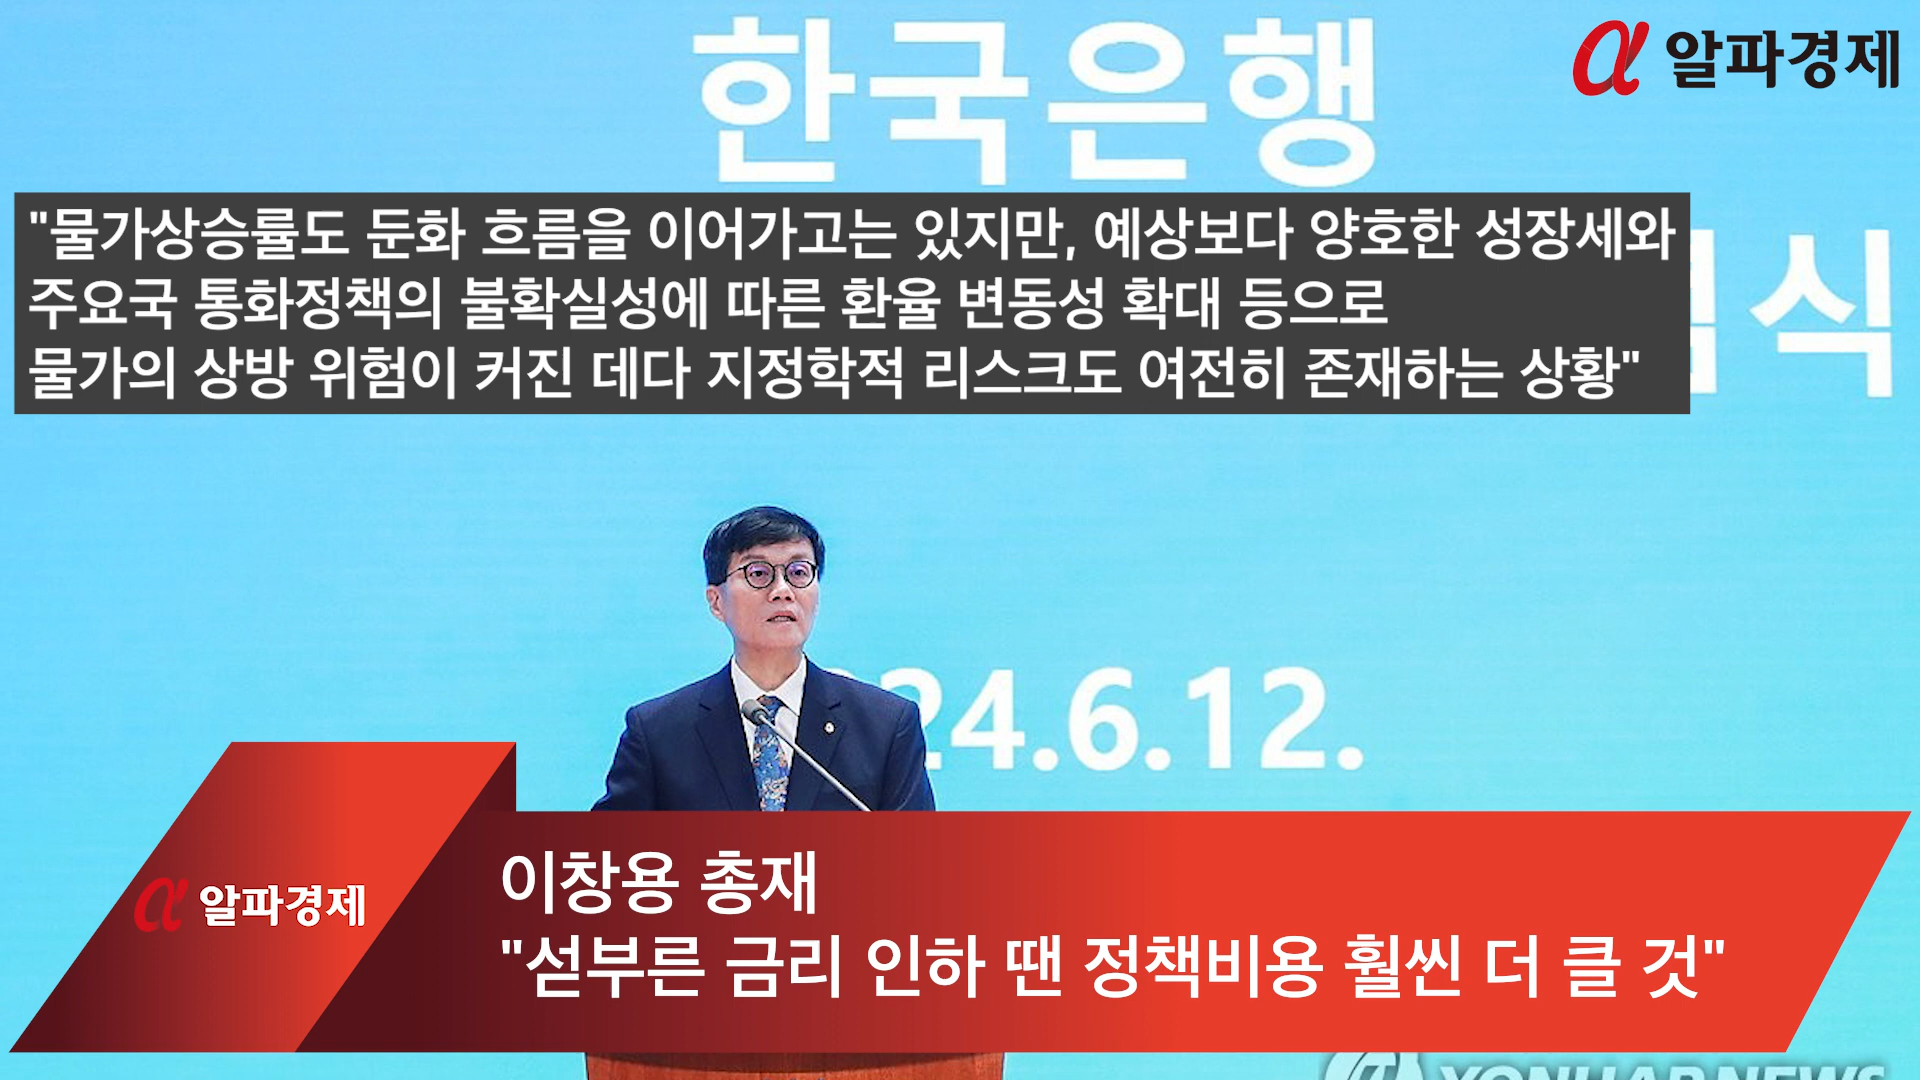 한국은행
알파경제
"물가상승률도 둔화 흐름을 이어가고는 있지만, 예상보다 양호한 성장세와
주요국 통화정책의 불확실성에 따른 환율 변동성 확대 등으로
물가의 상방 위험이 커진 데다 지정학적 리스크도 여전히 존재하는 상황"
식
24.6.12.
알파경제
이창용 총재
"섣부른 금리 인하 땐 정책비용 훨씬 더 클 것"
YONHAP NEWS